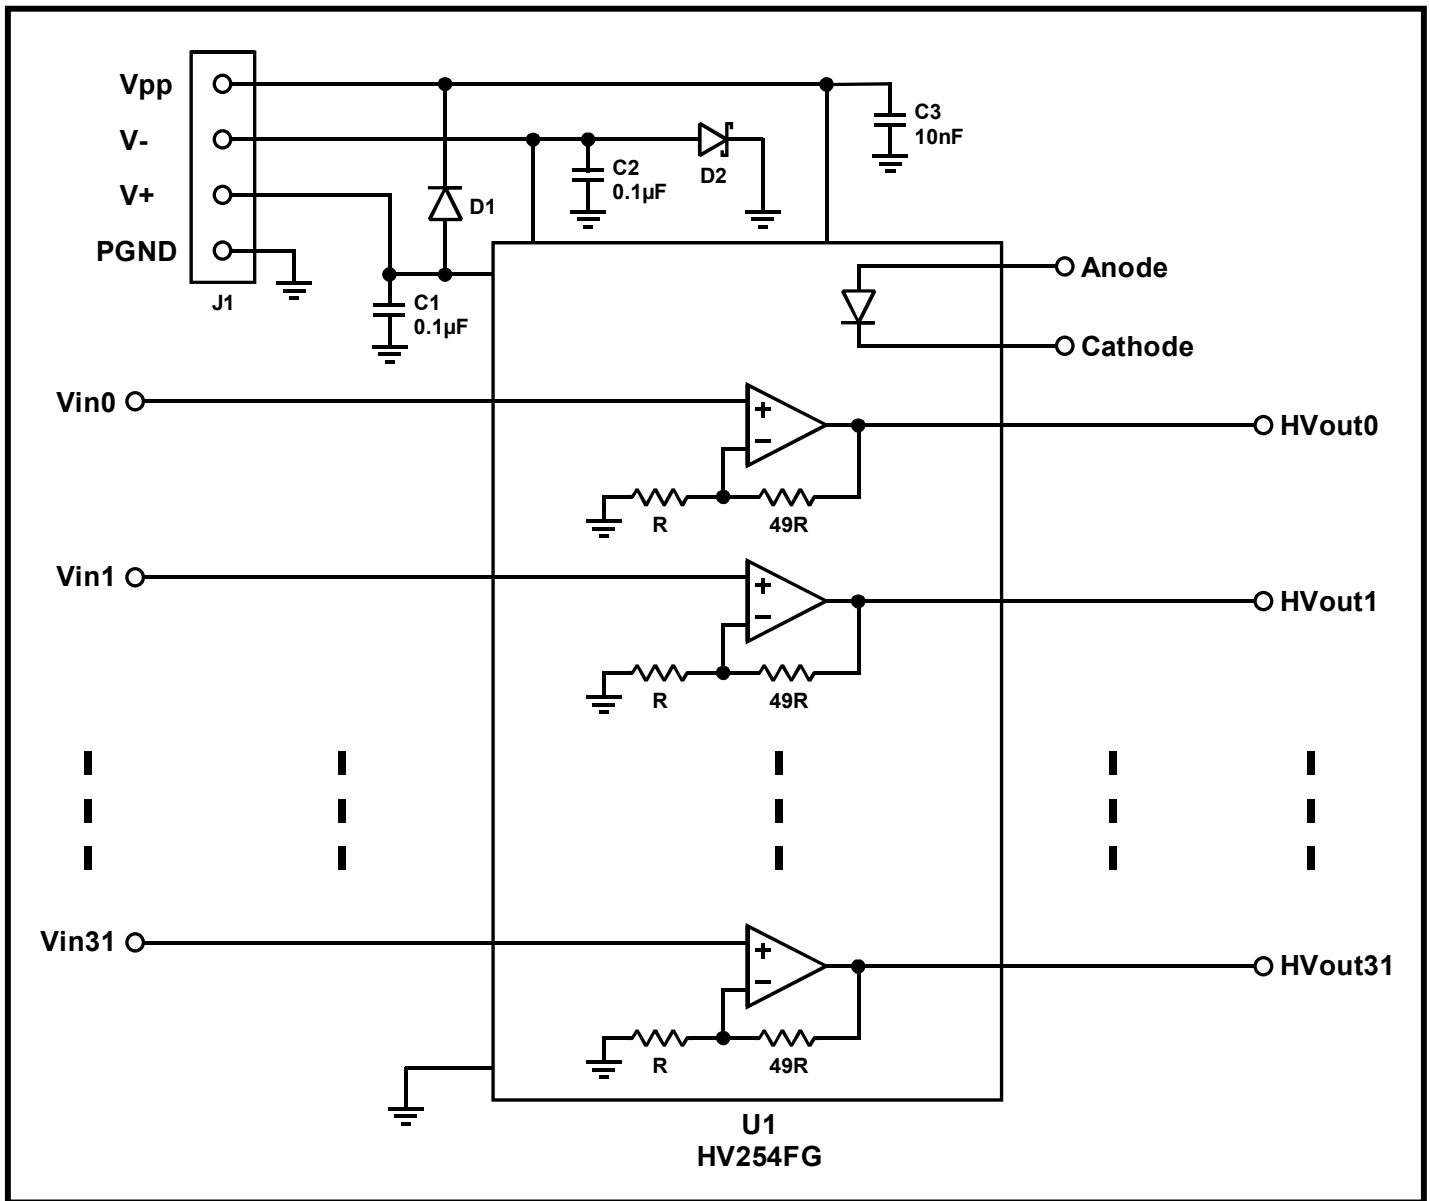 Vpp
V-
V+
PGND
J1
D1
C1
0.1µF
C2
0.1µF
D2
C3
10nF
Anode
Cathode
Vin0
+
−
R
49R
HVout0
Vin1
+
−
R
49R
HVout1
Vin31
+
−
R
49R
HVout31
U1
HV254FG